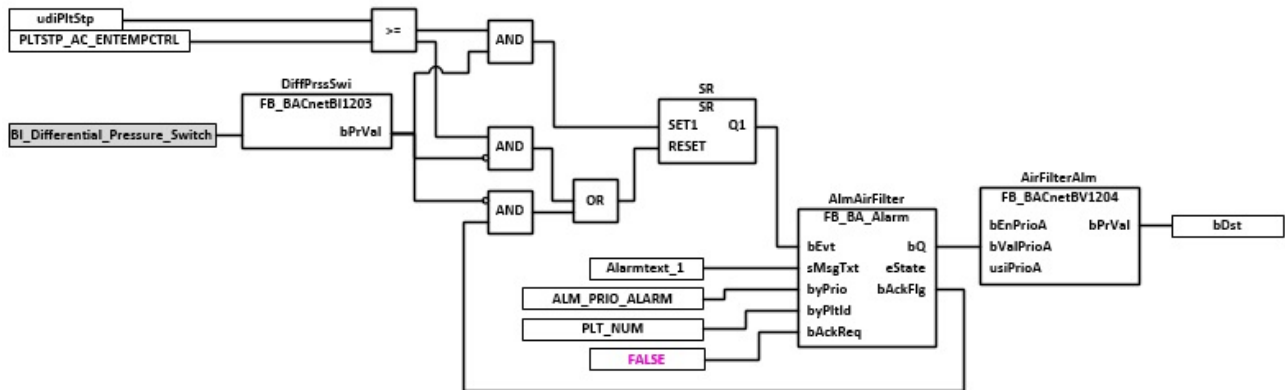 udiPltStp
PLTSTP_AC_ENTEMPCTRL
>=
AND
DiffPrssSwi
FB_BACnetBI1203
bPrVal
BI_Differential_Pressure_Switch
AND
AND
OR
SR
SR
SET1 Q1
RESET
AlmAirFilter
FB_BA_Alarm
bEvt bQ
sMsgTxt eState
byPrio bAckFlg
byPltId
bAckReq
Alarmtext_1
ALM_PRIO_ALARM
PLT_NUM
FALSE
AirFilterAlm
FB_BACnetBV1204
bEnPrioA bPrVal
bValPrioA
usiPrioA
bDst